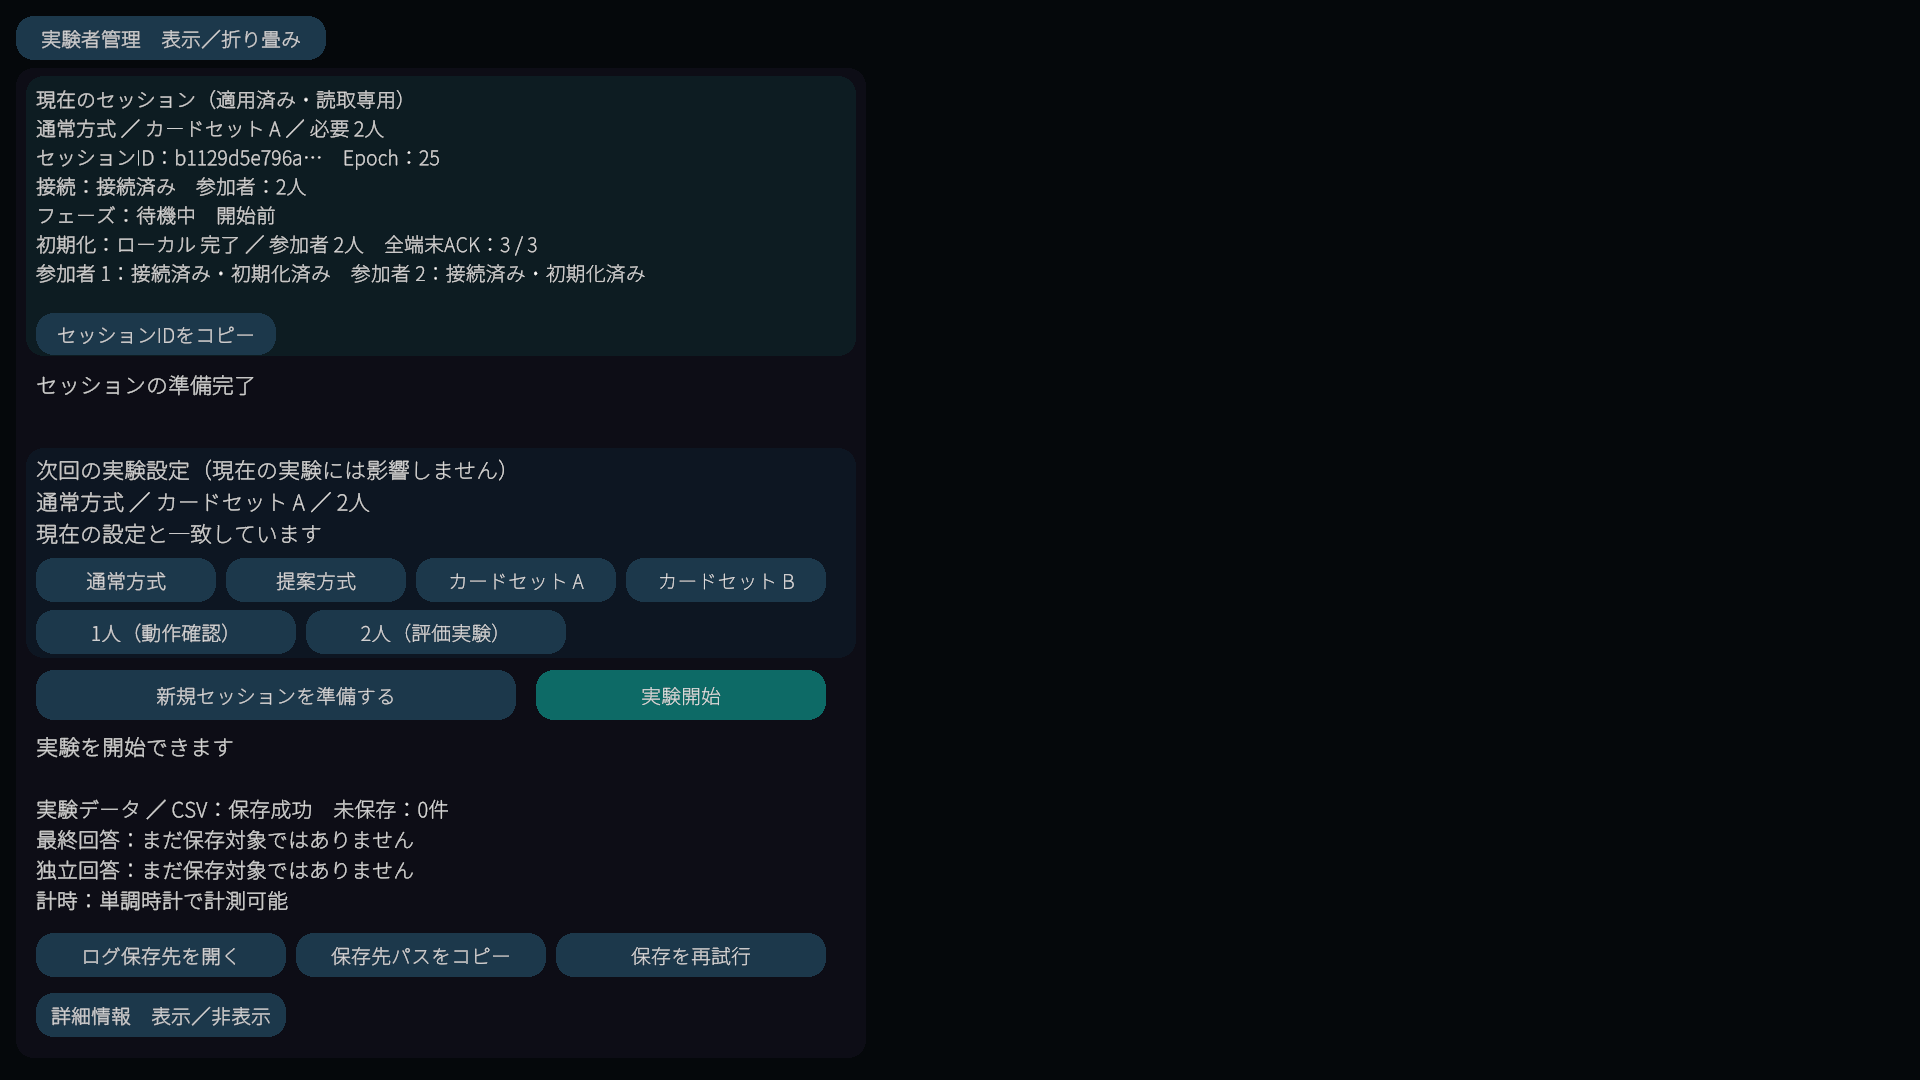 実験者管理　表示／折り畳み
現在のセッション（適用済み・読取専用）
通常方式 ／ カードセット A ／ 必要 2人
セッションID：b1129d5e796a…　Epoch：25
接続：接続済み　参加者：2人
フェーズ：待機中　開始前
初期化：ローカル 完了 ／ 参加者 2人　全端末ACK：3 / 3
参加者 1：接続済み・初期化済み　参加者 2：接続済み・初期化済み
セッションIDをコピー
セッションの準備完了
次回の実験設定（現在の実験には影響しません）
通常方式 ／ カードセット A ／ 2人
現在の設定と一致しています
通常方式　提案方式　カードセット A　カードセット B
1人（動作確認）　2人（評価実験）
新規セッションを準備する　実験開始
実験を開始できます
実験データ ／ CSV：保存成功　未保存：0件
最終回答：まだ保存対象ではありません
独立回答：まだ保存対象ではありません
計時：単調時計で計測可能
ログ保存先を開く　保存先パスをコピー　保存を再試行
詳細情報　表示／非表示